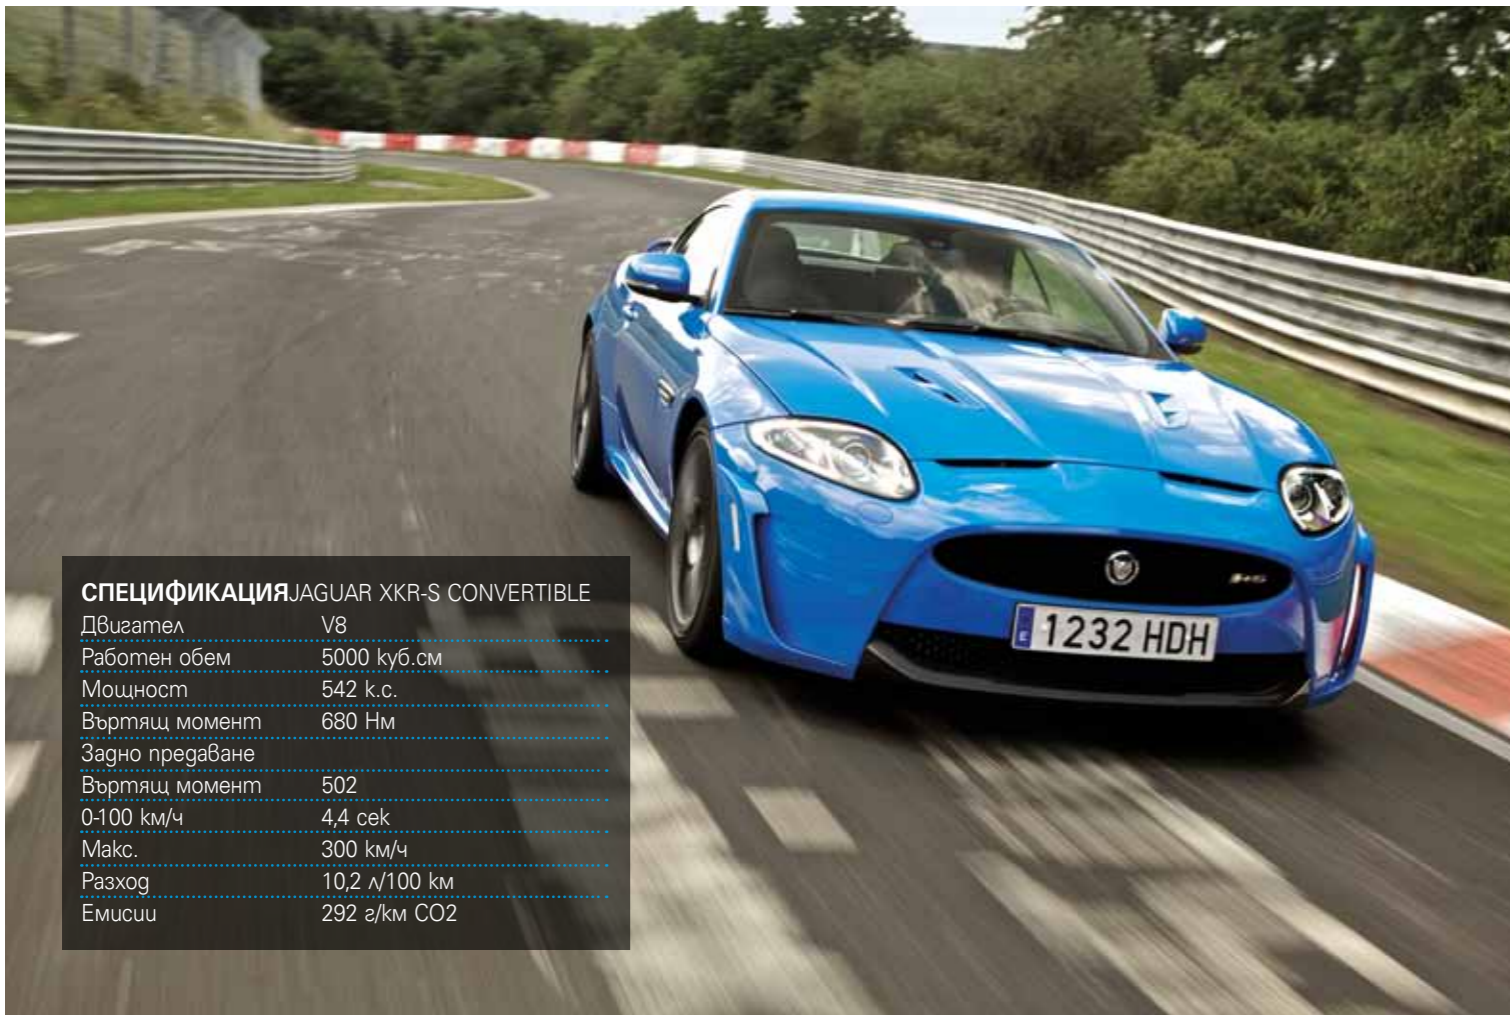 СПЕЦИФИКАЦИЯ JAGUAR XKR-S CONVERTIBLE
Двигател V8
Работен обем 5000 куб.см
Мощност 542 к.с.
Въртящ момент 680 Нм
Задно предаване
Въртящ момент 502
0-100 км/ч 4,4 сек
Макс. 300 км/ч
Разход 10,2 л/100 км
Емисии 292 г/км CO2
E 1232 HDH